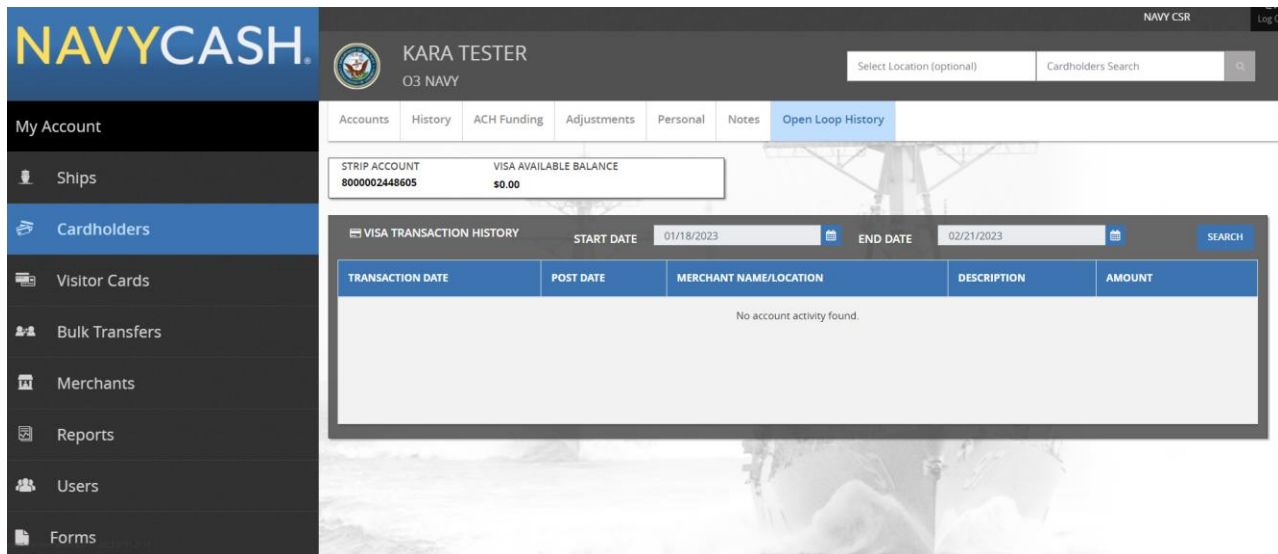 NAVY CSR
Log
NAVYCASH®
KARA TESTER
O3 NAVY
Select Location (optional)
Cardholders Search
My Account
Ships
Cardholders
Visitor Cards
Bulk Transfers
Merchants
Reports
Users
Forms
Accounts History ACH Funding Adjustments Personal Notes Open Loop History
STRIP ACCOUNT VISA AVAILABLE BALANCE
8000002448605 $0.00
VISA TRANSACTION HISTORY START DATE 01/18/2023 END DATE 02/21/2023 SEARCH
TRANSACTION DATE POST DATE MERCHANT NAME/LOCATION DESCRIPTION AMOUNT
No account activity found.